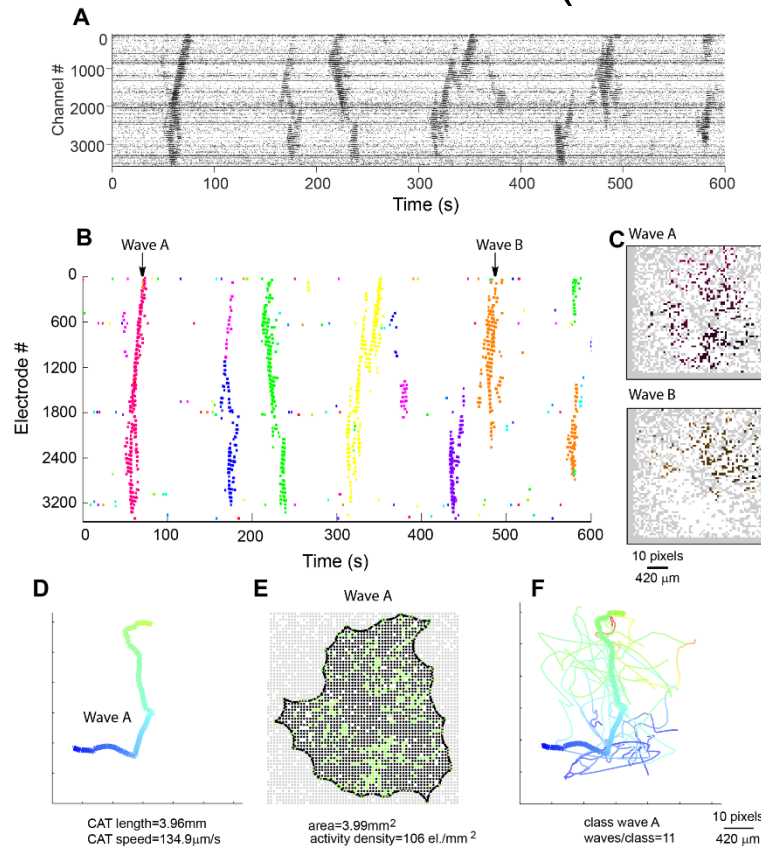 A
Channel #
0
1000
2000
3000
0 100 200 300 400 500 600
Time (s)
B
Wave A
Wave B
Electrode #
0
600
1200
1800
2400
3200
0 100 200 300 400 500 600
Time (s)
C
Wave A
Wave B
10 pixels
420 µm
D
Wave A
CAT length=3.96mm
CAT speed=134.9µm/s
E
Wave A
area=3.99mm²
activity density=106 el./mm²
F
class wave A
waves/class=11
10 pixels
420 µm